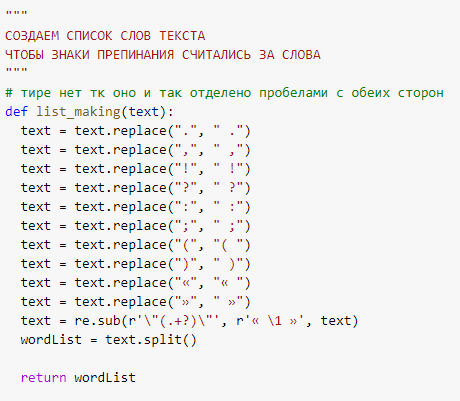 """
СОЗДАЕМ СПИСОК СЛОВ ТЕКСТА
ЧТОБЫ ЗНАКИ ПРЕПИНАНИЯ СЧИТАЛИСЬ ЗА СЛОВА
"""
# тире нет тк оно и так отделено пробелами с обеих сторон
def list_making(text):
  text = text.replace(".", " .")
  text = text.replace(",", " ,")
  text = text.replace("!", " !")
  text = text.replace("?", " ?")
  text = text.replace(":", " :")
  text = text.replace(";", " ;")
  text = text.replace("(", "( ")
  text = text.replace(")", " )")
  text = text.replace("«", "« ")
  text = text.replace("»", " »")
  text = re.sub(r'\"(.+?)\"', r'« \1 »', text)
  wordList = text.split()

  return wordList